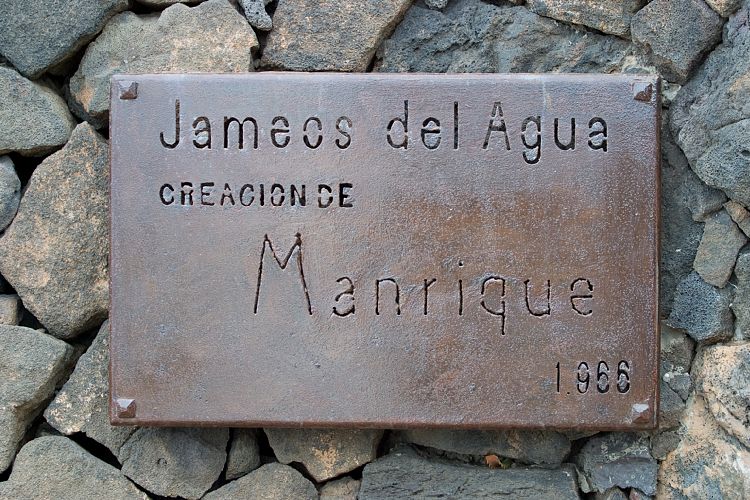 Jameos del Agua
CREACION DE
Manrique
1.966